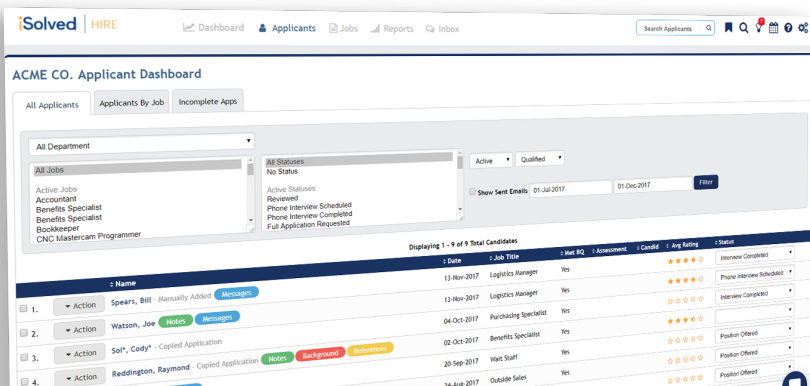 iSolved HIRE
Dashboard Applicants Jobs Reports Inbox
Search Applicants
7
ACME CO. Applicant Dashboard
All Applicants Applicants By Job Incomplete Apps
All Department
All Jobs
Active Jobs
Accountant
Benefits Specialist
Benefits Specialist
Bookkeeper
CNC Mastercam Programmer
All Statuses
No Status
Active Statuses
Reviewed
Phone Interview Scheduled
Phone Interview Completed
Full Application Requested
Active Qualified
Show Sent Emails 01-Jul-2017 01-Dec-2017 Filter
Displaying 1 - 9 of 9 Total Candidates
Name Date Job Title Met BQ Assessment Candid Avg Rating Status
1. Action Spears, Bill - Manually Added Messages 13-Nov-2017 Logistics Manager Yes Interview Completed
2. Action Watson, Joe Notes Messages 13-Nov-2017 Logistics Manager Yes Phone Interview Scheduled
3. Action Sol*, Cody* - Copied Application 04-Oct-2017 Purchasing Specialist Yes Interview Completed
4. Action Reddington, Raymond - Copied Application Notes Background References 02-Oct-2017 Benefits Specialist Yes
20-Sep-2017 Wait Staff Yes Position Offered
24-Aug-2017 Outside Sales Yes Position Offered
Position Offered